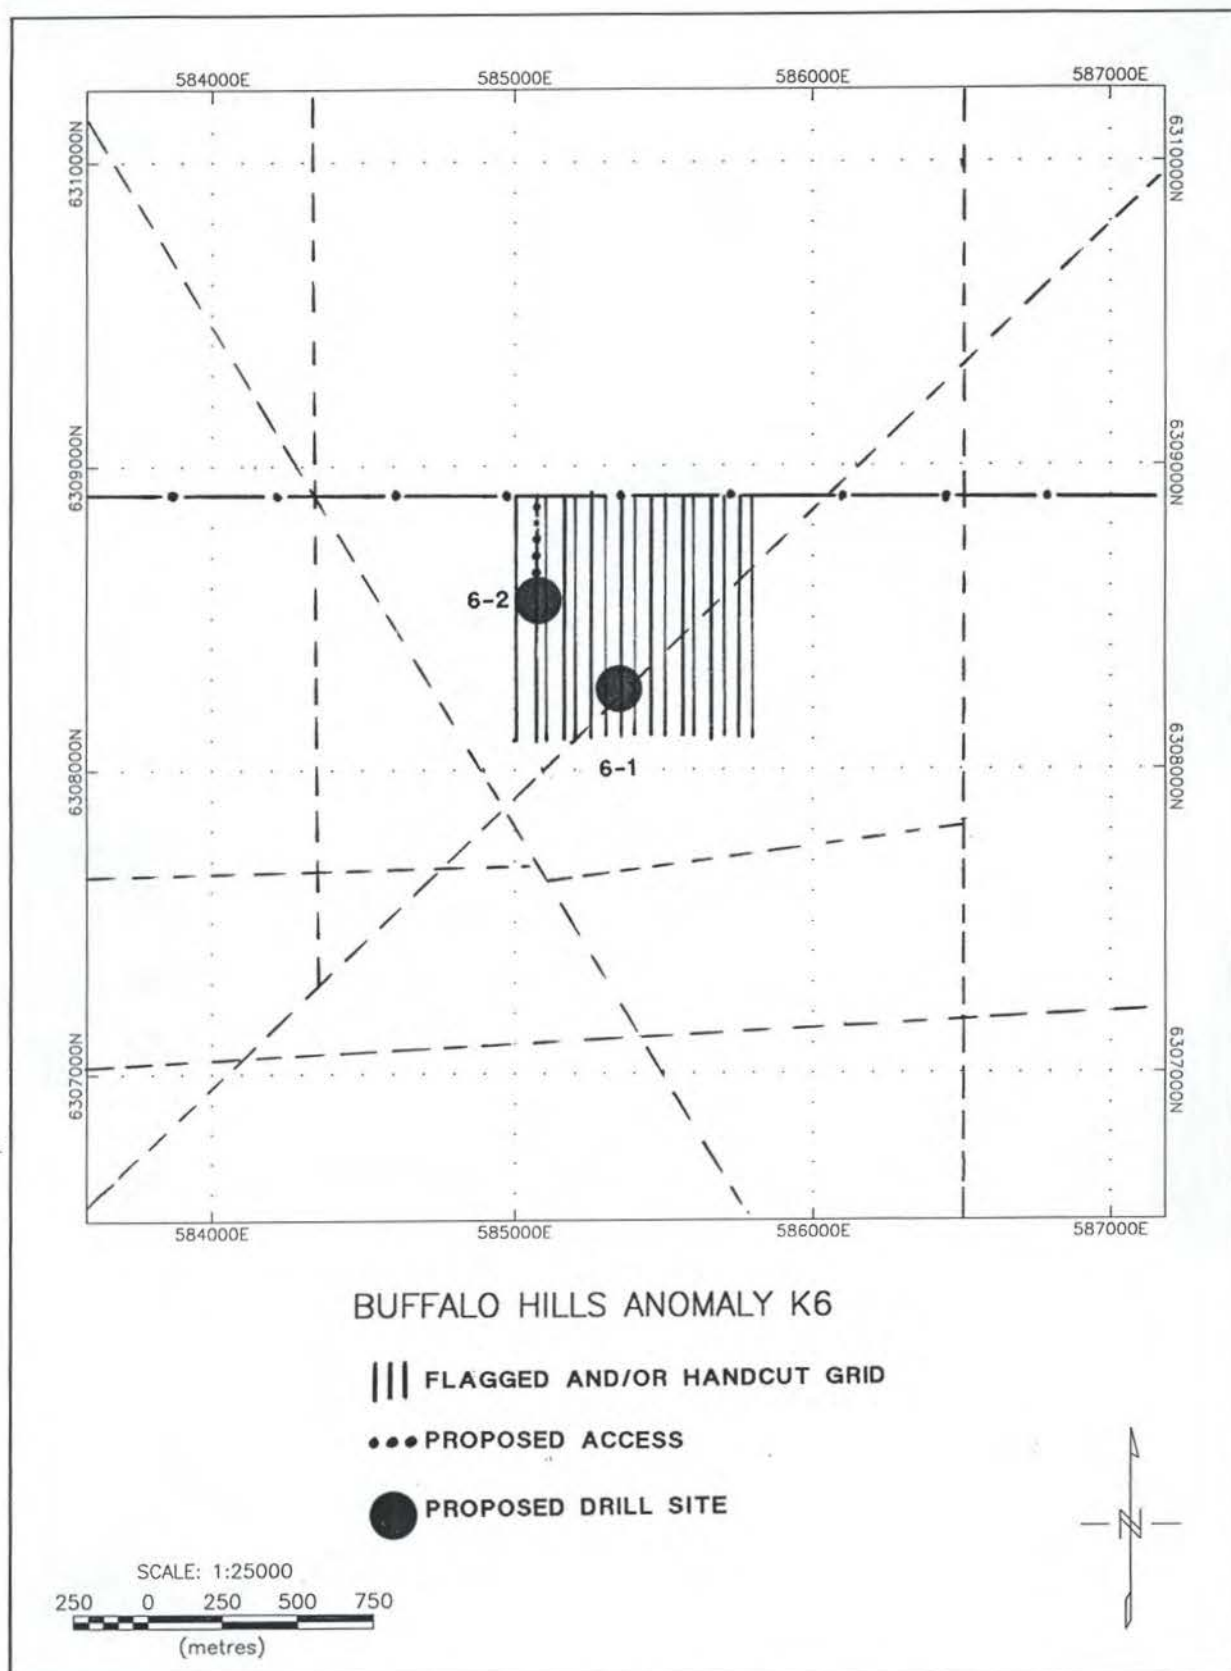 584000E 585000E 586000E 587000E
6310000N 6310000N
6309000N 6309000N
6-2
6-1
6308000N 6308000N
6307000N 6307000N
584000E 585000E 586000E 587000E
BUFFALO HILLS ANOMALY K6
FLAGGED AND/OR HANDCUT GRID
PROPOSED ACCESS
PROPOSED DRILL SITE
N
SCALE: 1:25000
250 0 250 500 750
(metres)